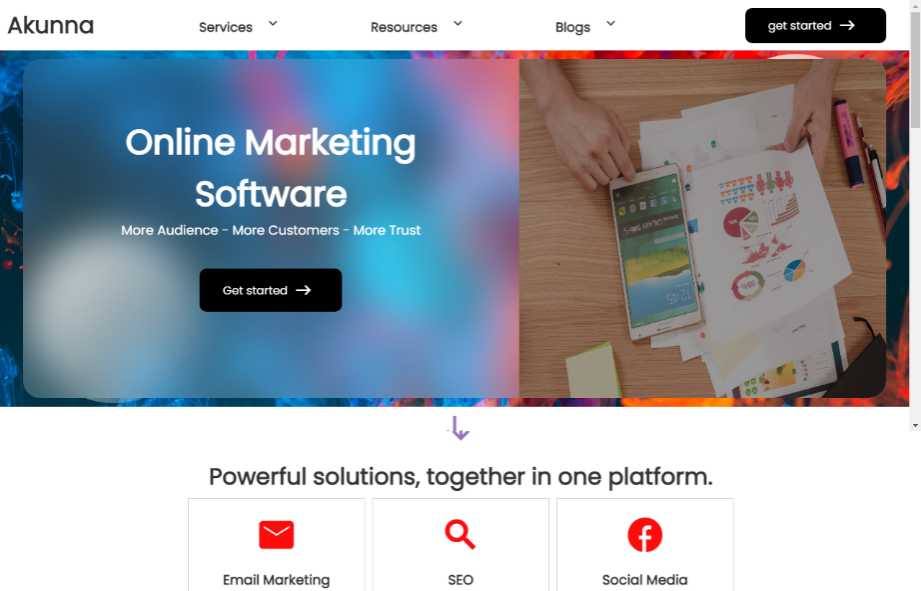 Akunna
Services
Resources
Blogs
get started
Online Marketing
Software
More Audience - More Customers - More Trust
Get started
Powerful solutions, together in one platform.
Email Marketing
SEO
Social Media